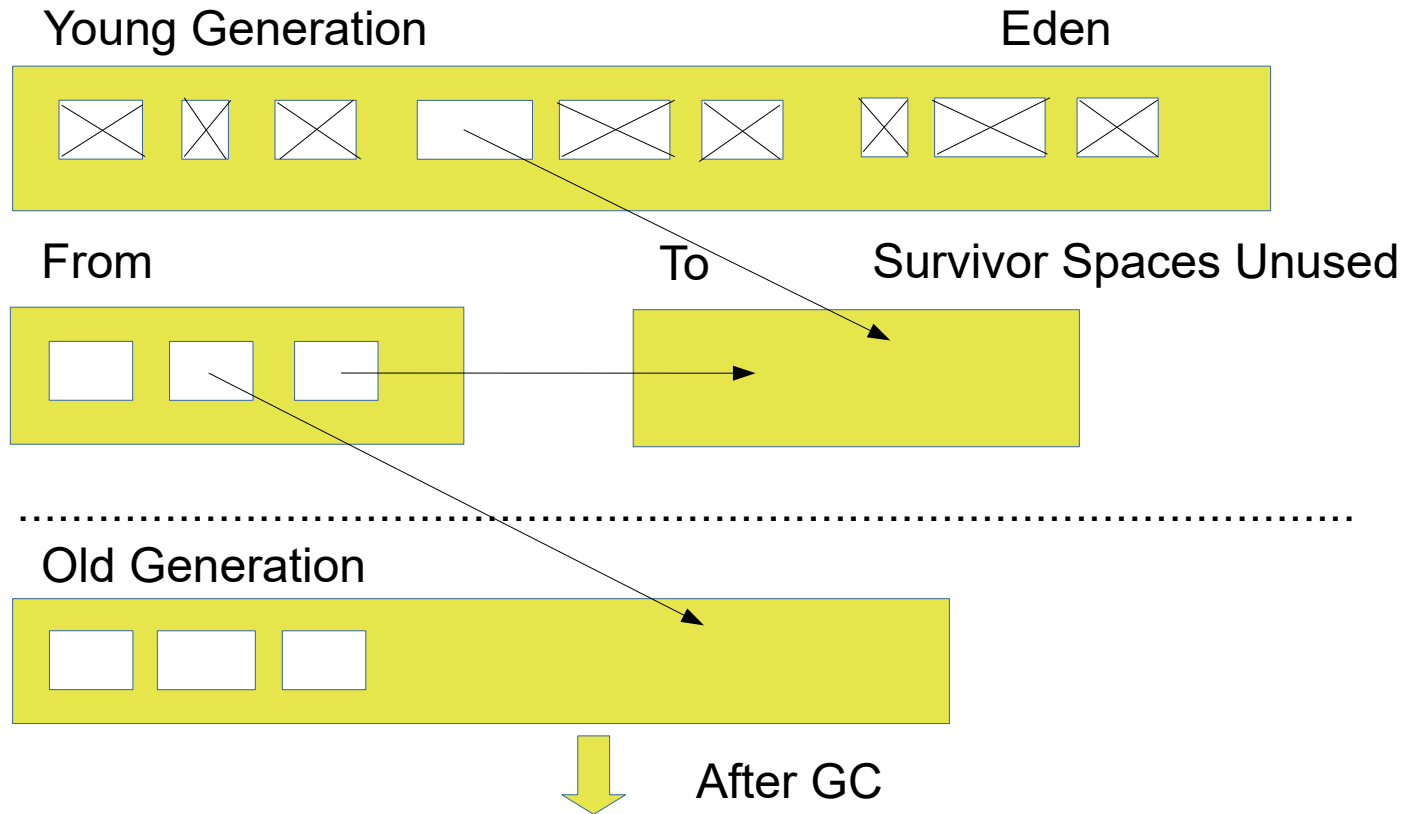 Young Generation
Eden
From
To
Survivor Spaces Unused
Old Generation
After GC